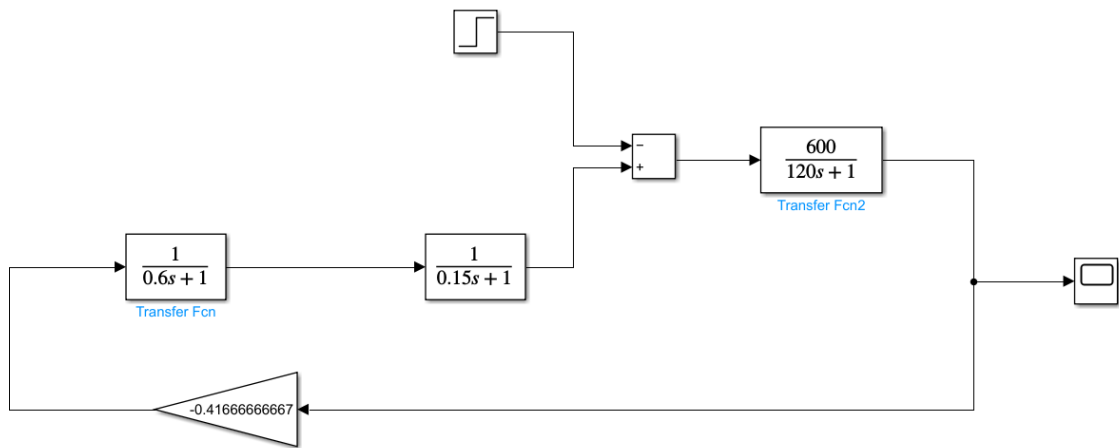 −
+
600
120s + 1
Transfer Fcn2
1
0.6s + 1
Transfer Fcn
1
0.15s + 1
-0.41666666667